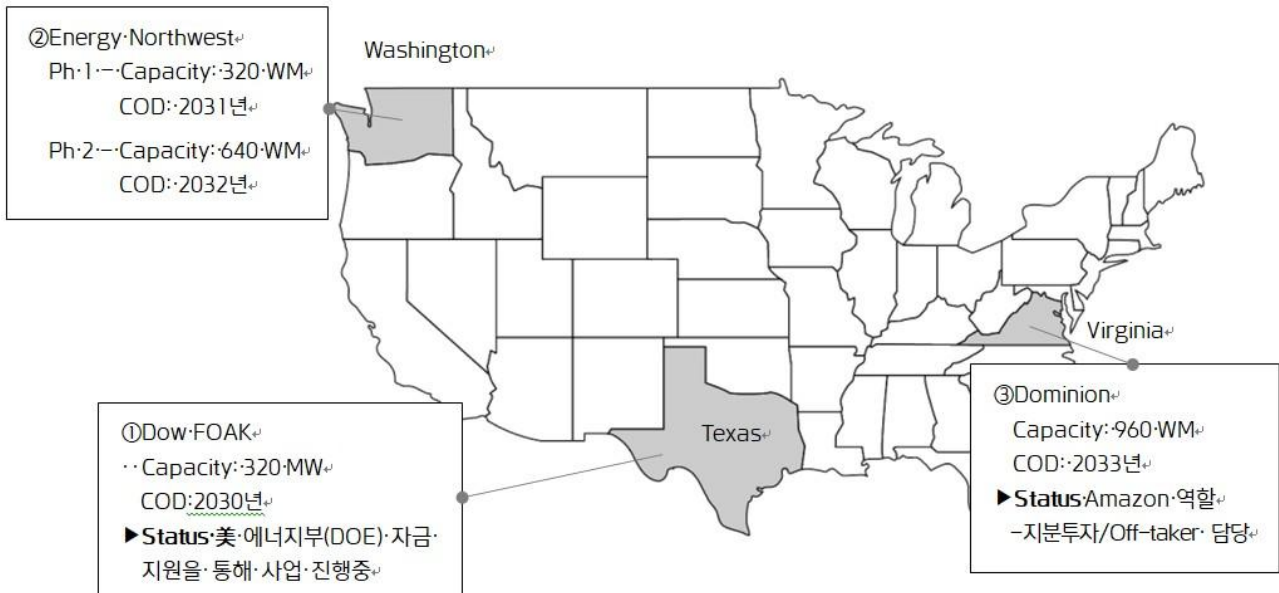 ②Energy·Northwest↵
Ph·1·–·Capacity:·320·WM↵
COD:·2031년↵
Ph·2·–·Capacity:·640·WM↵
COD:·2032년↵
Washington↵
Virginia↵
Texas↵
①Dow·FOAK↵
··Capacity:·320·MW↵
COD:2030년↵
▶Status·美·에너지부(DOE)·자금·
지원을·통해·사업·진행중↵
③Dominion↵
Capacity:·960·WM↵
COD:·2033년↵
▶Status·Amazon·역할↵
–지분투자/Off–taker·담당↵